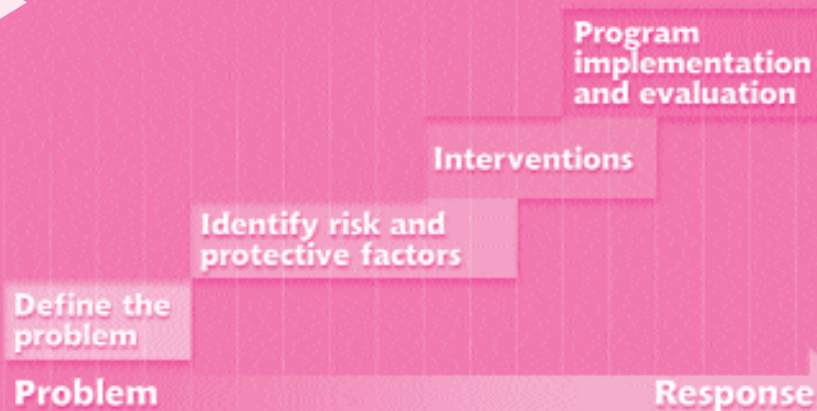 Program
implementation
and evaluation
Interventions
Identify risk and
protective factors
Define the
problem
Problem
Response